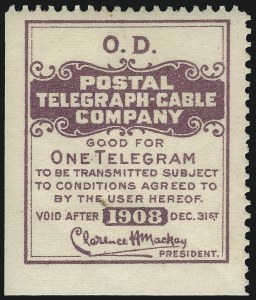 O.D.
POSTAL
TELEGRAPH-CABLE
COMPANY
GOOD FOR
ONE TELEGRAM
TO BE TRANSMITTED SUBJECT
TO CONDITIONS AGREED TO
BY THE USER HEREOF.
VOID AFTER 1908 DEC. 31ST
Clarence H Mackay
PRESIDENT.